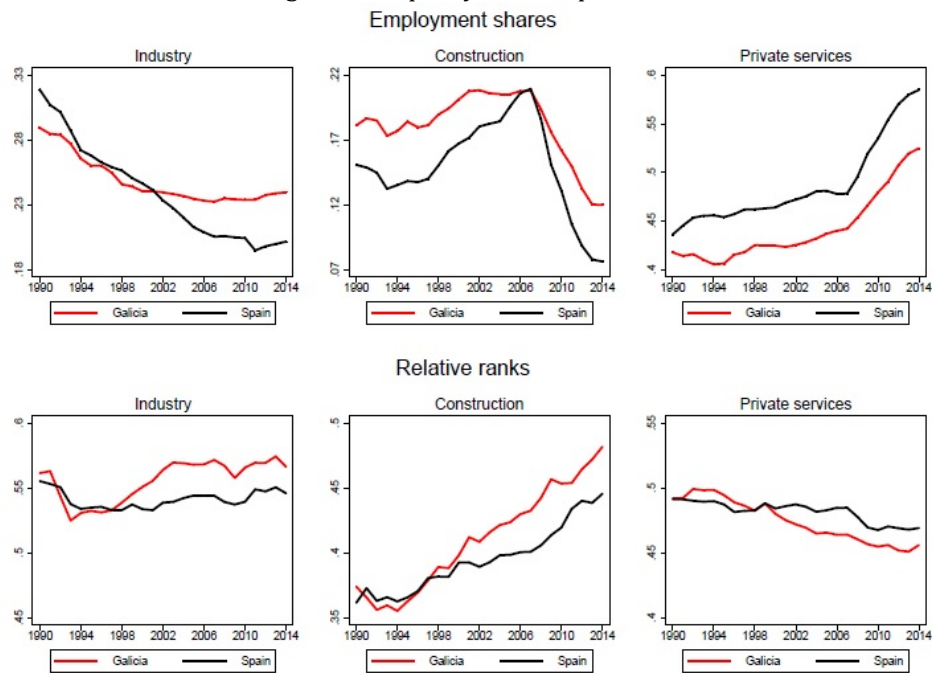 Employment shares
Industry
Construction
Private services
.33
.28
.23
.18
1990 1994 1998 2002 2006 2010 2014
Galicia Spain
.22
.17
.12
.07
1990 1994 1998 2002 2006 2010 2014
Galicia Spain
.6
.55
.5
.45
.4
1990 1994 1998 2002 2006 2010 2014
Galicia Spain
Relative ranks
Industry
Construction
Private services
.6
.55
.5
.45
1990 1994 1998 2002 2006 2010 2014
Galicia Spain
.5
.45
.4
.35
1990 1994 1998 2002 2006 2010 2014
Galicia Spain
.55
.5
.45
.4
1990 1994 1998 2002 2006 2010 2014
Galicia Spain